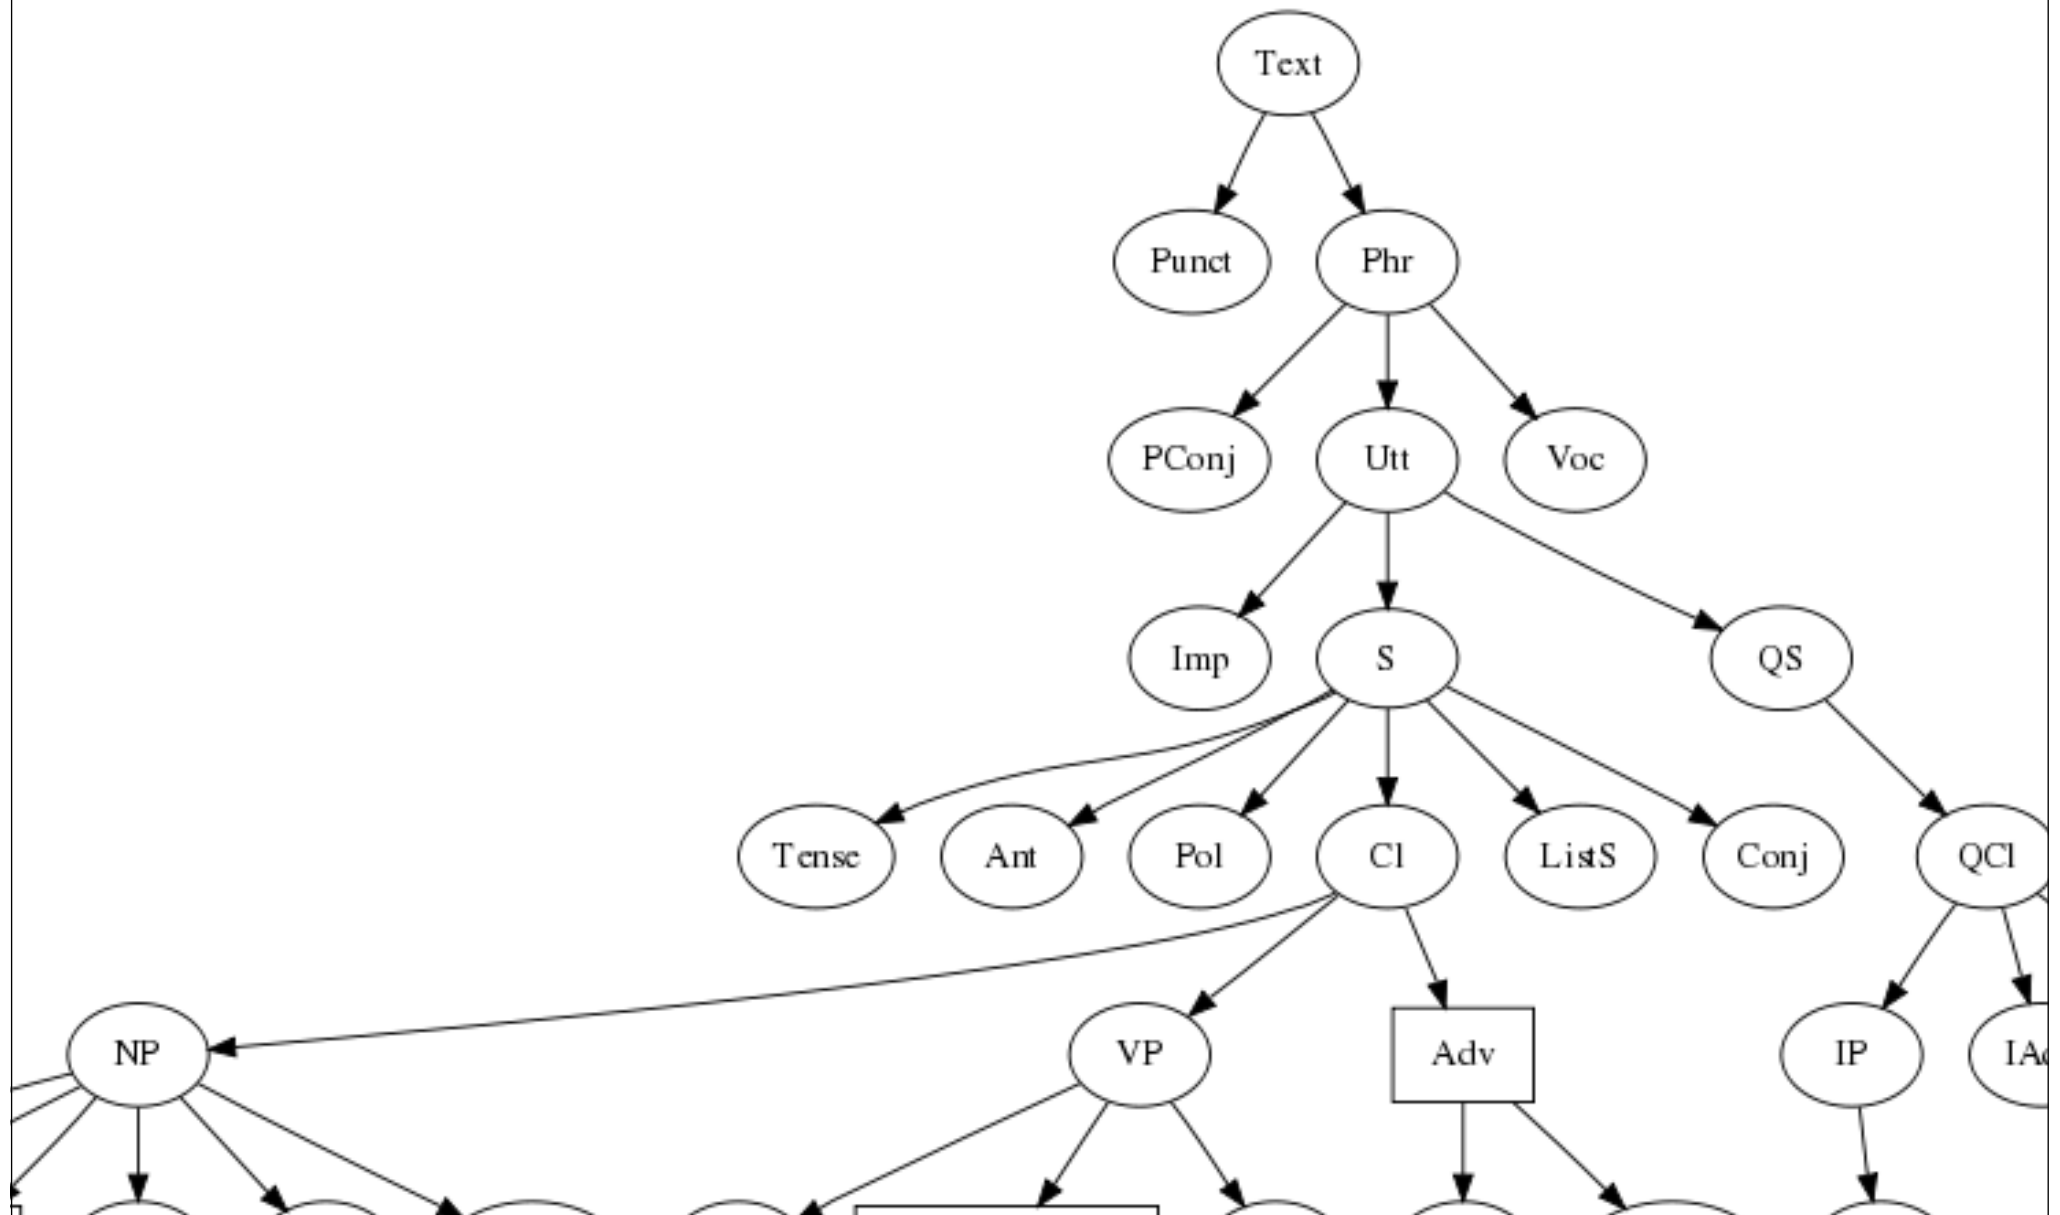 Text
Punct
Phr
PConj
Utt
Voc
Imp
S
QS
Tense
Ant
Pol
Cl
ListS
Conj
QCl
NP
VP
Adv
IP